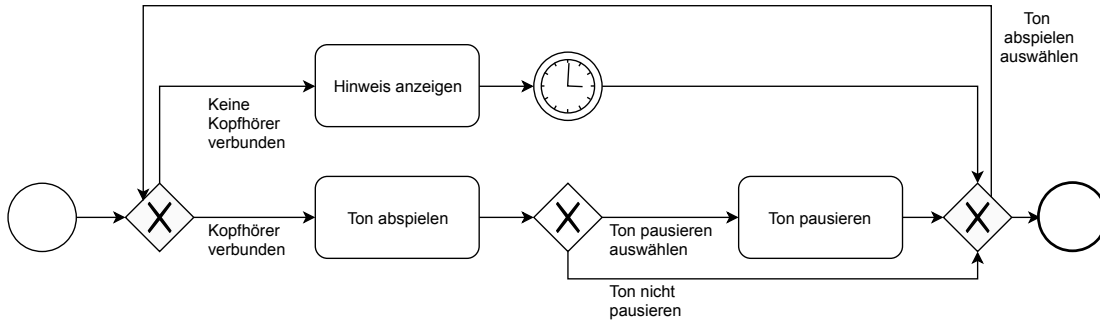 Ton
abspielen
auswählen
Hinweis anzeigen
Keine
Kopfhörer
verbunden
Ton abspielen
Kopfhörer
verbunden
Ton pausieren
auswählen
Ton pausieren
Ton nicht
pausieren